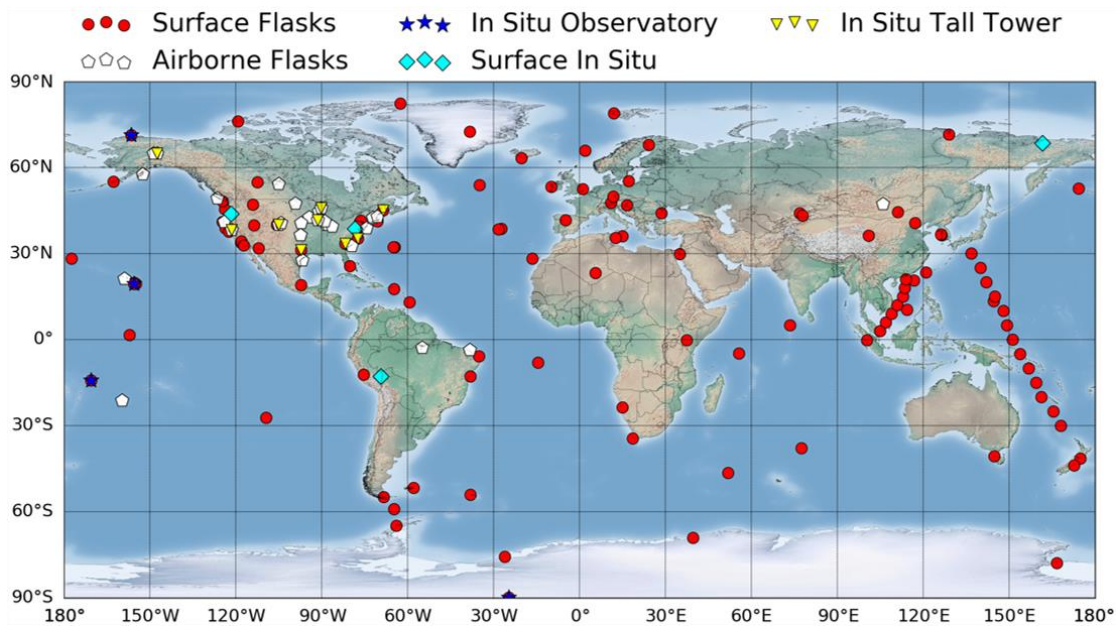 Surface Flasks In Situ Observatory In Situ Tall Tower
Airborne Flasks Surface In Situ
90°N
60°N
30°N
0°
30°S
60°S
90°S
180° 150°W 120°W 90°W 60°W 30°W 0° 30°E 60°E 90°E 120°E 150°E 180°